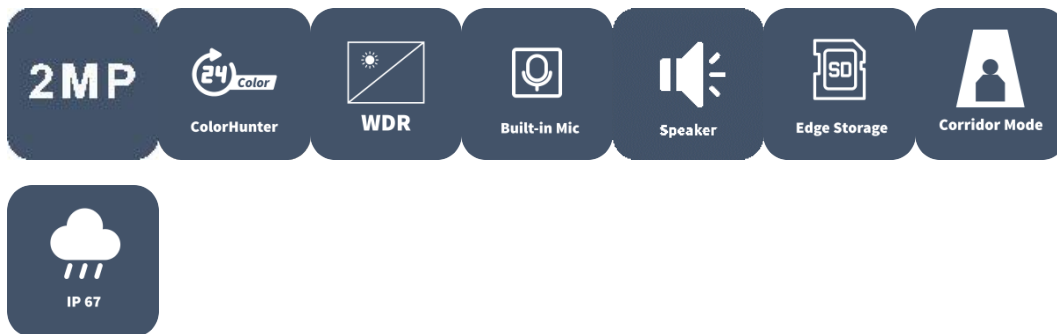 2MP
24 Color
ColorHunter
WDR
Built-in Mic
Speaker
SD
Edge Storage
Corridor Mode
IP 67